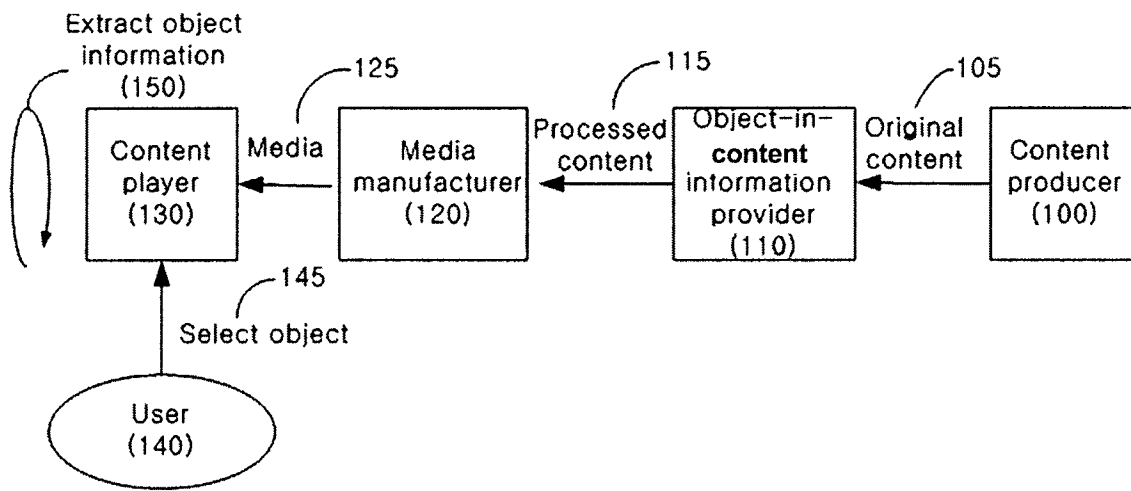 Extract object
information
(150)
125
115
105
Content
player
(130)
Media
Media
manufacturer
(120)
Processed
content
Object-in-
content
information
provider
(110)
Original
content
Content
producer
(100)
145
Select object
User
(140)